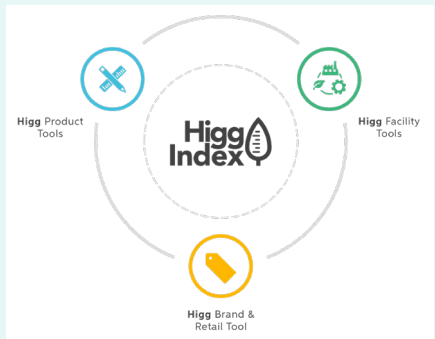 Higg
Index
Higg Product
Tools
Higg Facility
Tools
Higg Brand &
Retail Tool